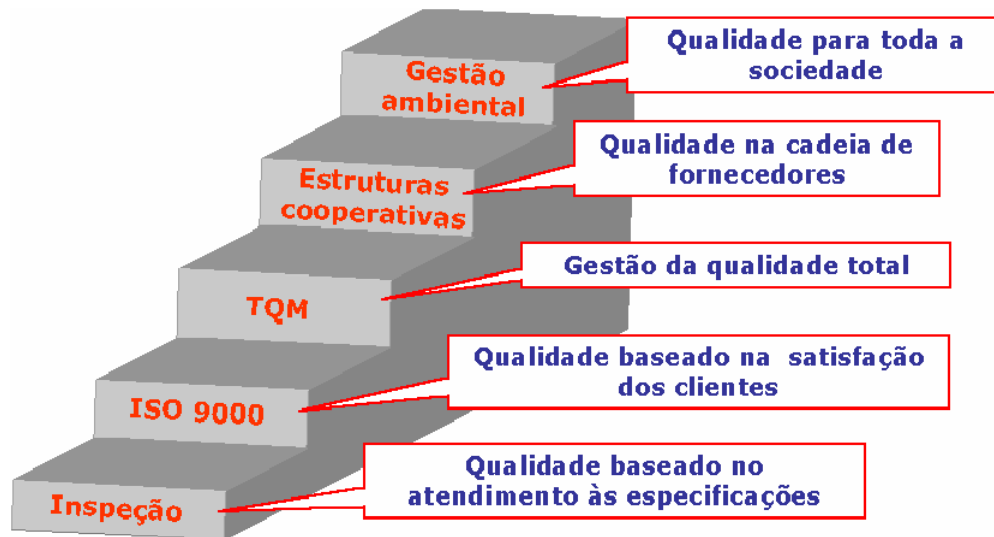 Gestão
ambiental
Qualidade para toda a
sociedade
Estruturas
cooperativas
Qualidade na cadeia de
fornecedores
TQM
Gestão da qualidade total
ISO 9000
Qualidade baseado na satisfação
dos clientes
Inspeção
Qualidade baseado no
atendimento às especificações